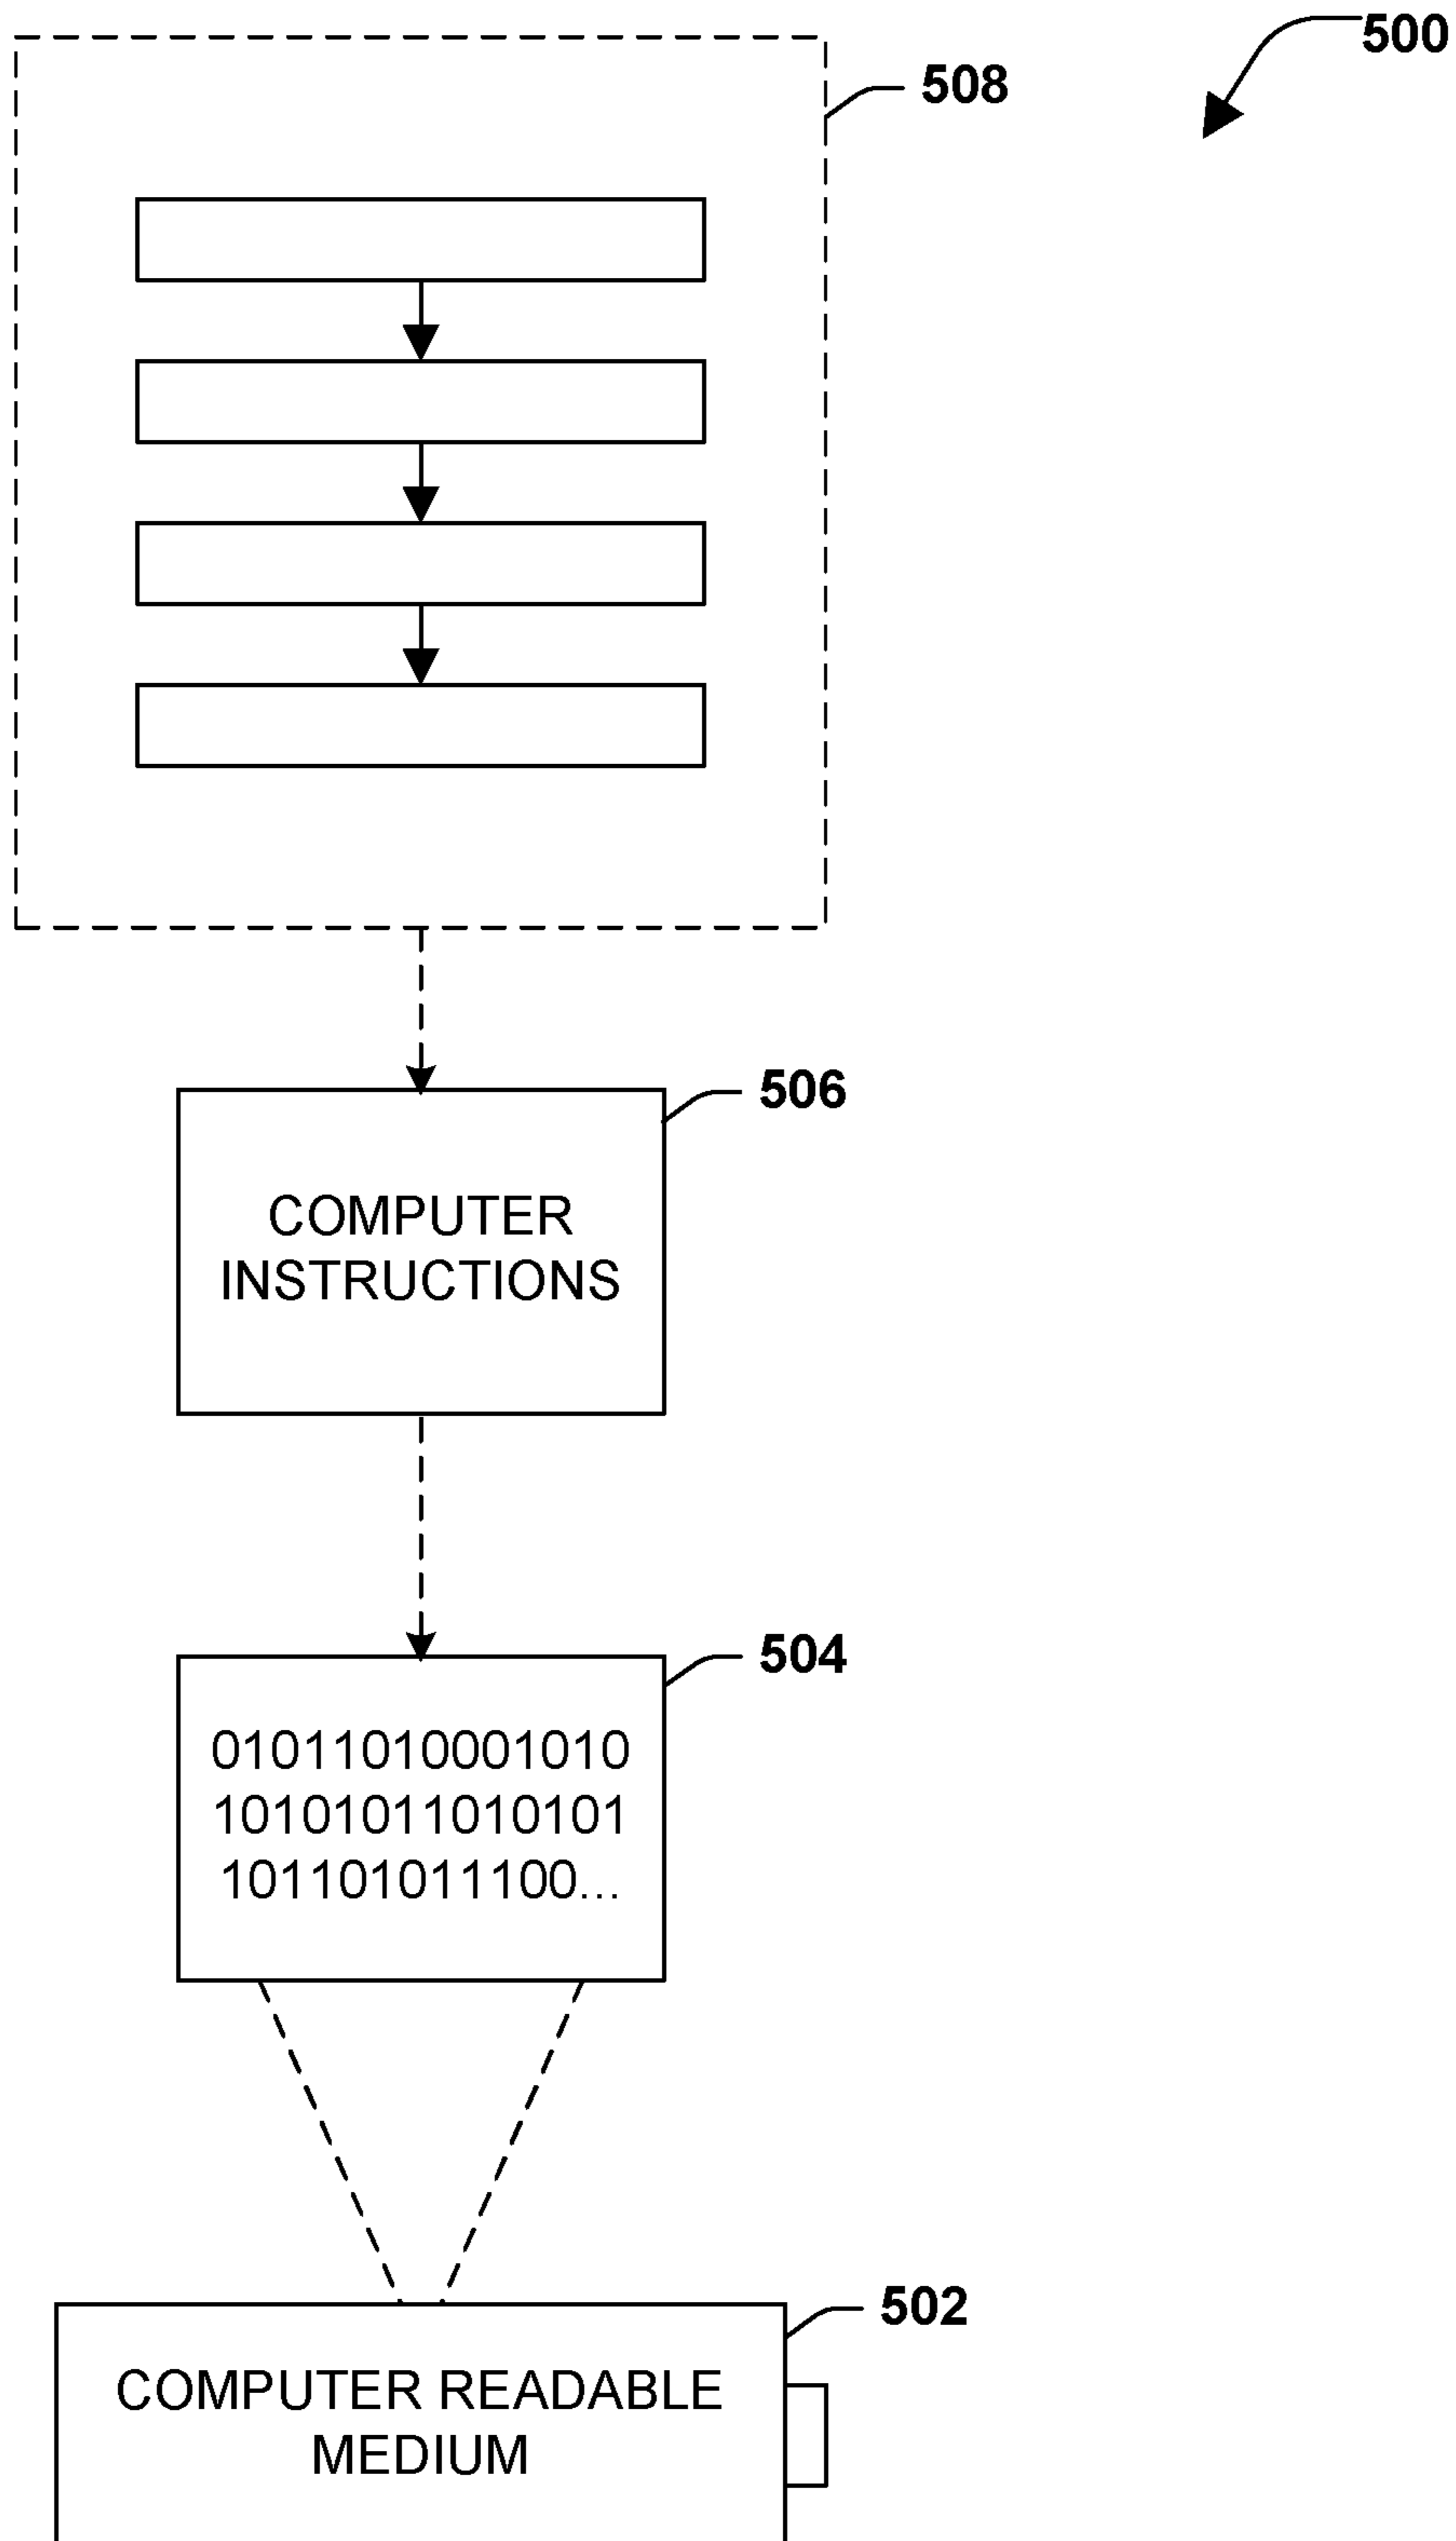 500
508
506
COMPUTER
INSTRUCTIONS
504
01011010001010
10101011010101
101101011100...
502
COMPUTER READABLE
MEDIUM